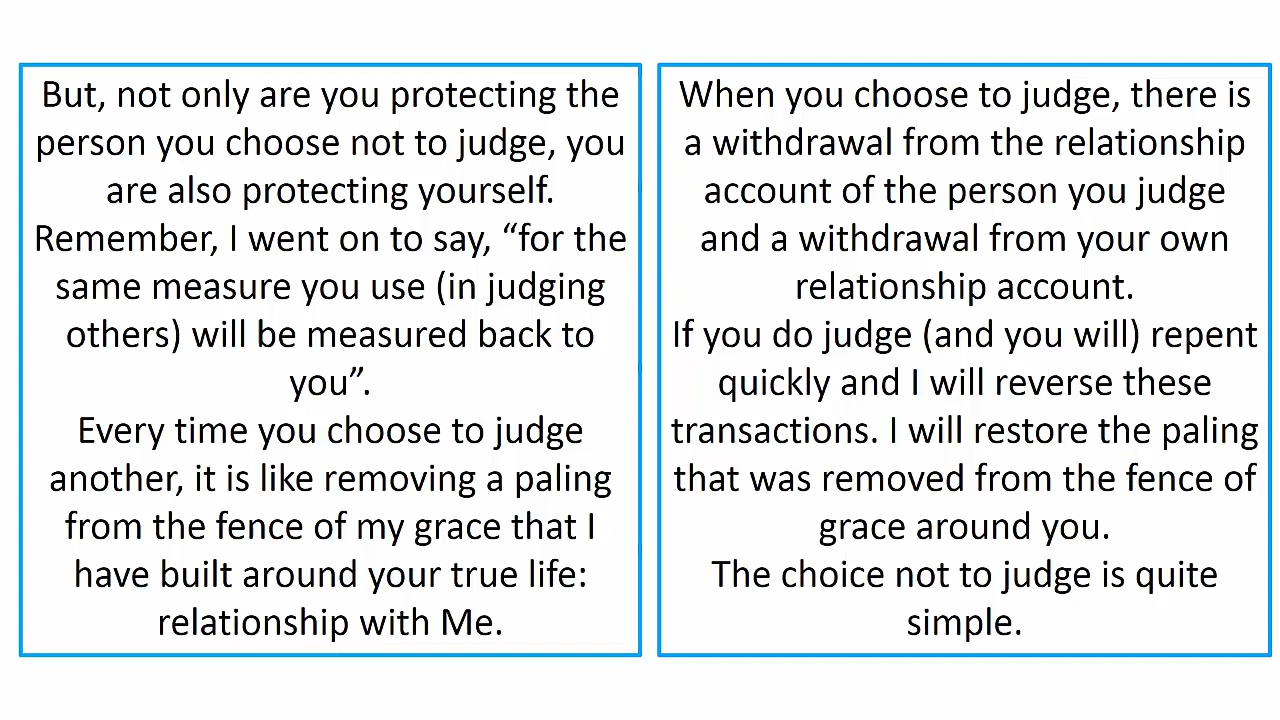 But, not only are you protecting the
person you choose not to judge, you
are also protecting yourself.
Remember, I went on to say, “for the
same measure you use (in judging
others) will be measured back to
you”.
Every time you choose to judge
another, it is like removing a paling
from the fence of my grace that I
have built around your true life:
relationship with Me.
When you choose to judge, there is
a withdrawal from the relationship
account of the person you judge
and a withdrawal from your own
relationship account.
If you do judge (and you will) repent
quickly and I will reverse these
transactions. I will restore the paling
that was removed from the fence of
grace around you.
The choice not to judge is quite
simple.